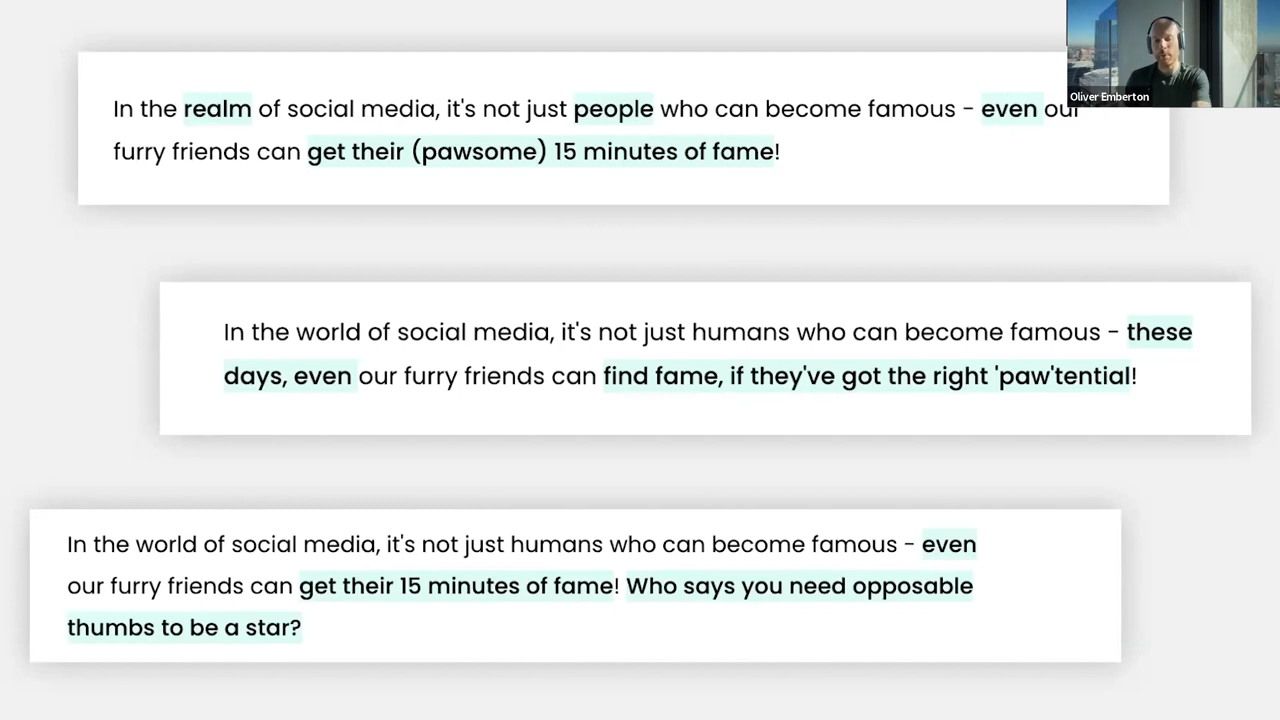 In the realm of social media, it's not just people who can become famous - even our
furry friends can get their (pawsome) 15 minutes of fame!
Oliver Emberton
In the world of social media, it's not just humans who can become famous - these
days, even our furry friends can find fame, if they've got the right 'paw'tential!
In the world of social media, it's not just humans who can become famous - even
our furry friends can get their 15 minutes of fame! Who says you need opposable
thumbs to be a star?